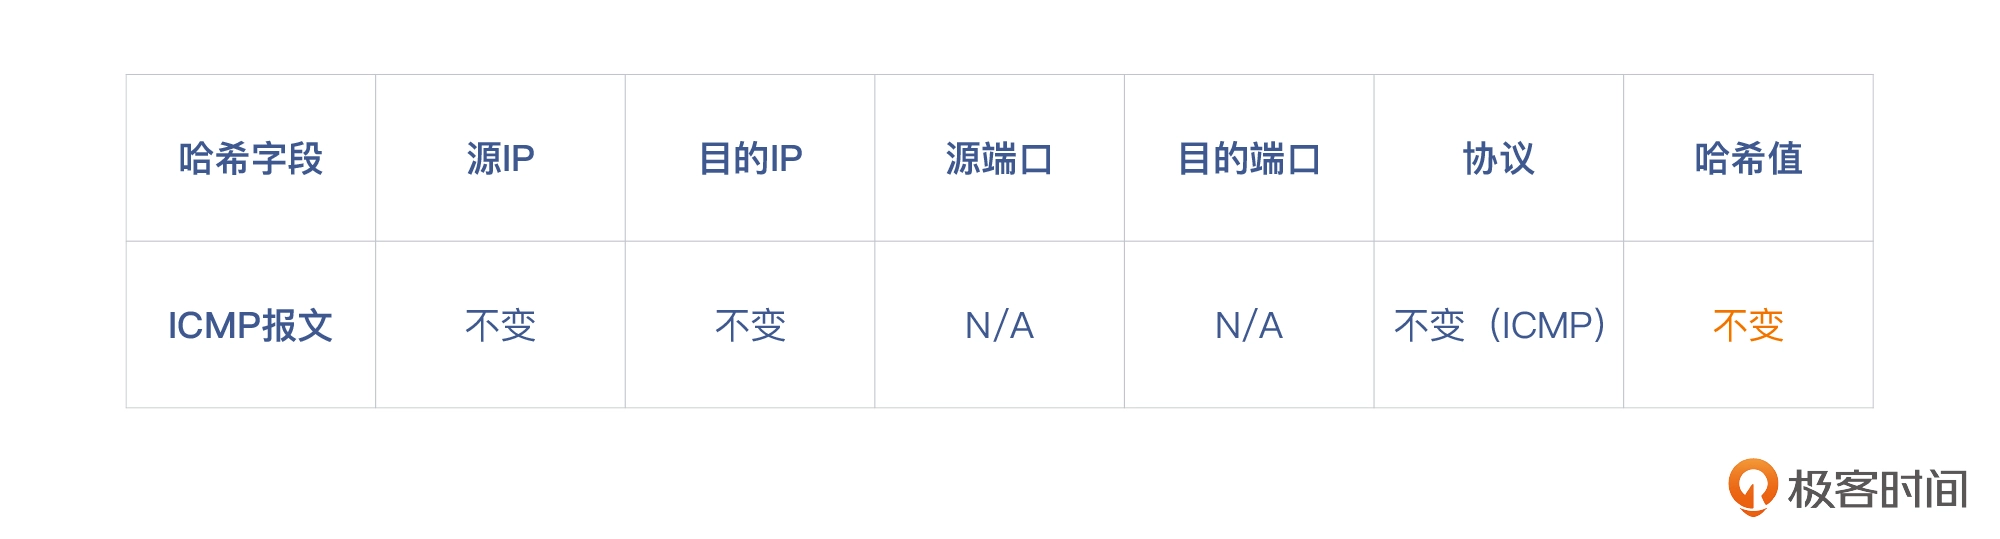 哈希字段 源IP 目的IP 源端口 目的端口 协议 哈希值
ICMP报文 不变 不变 N/A N/A 不变（ICMP） 不变
极客时间